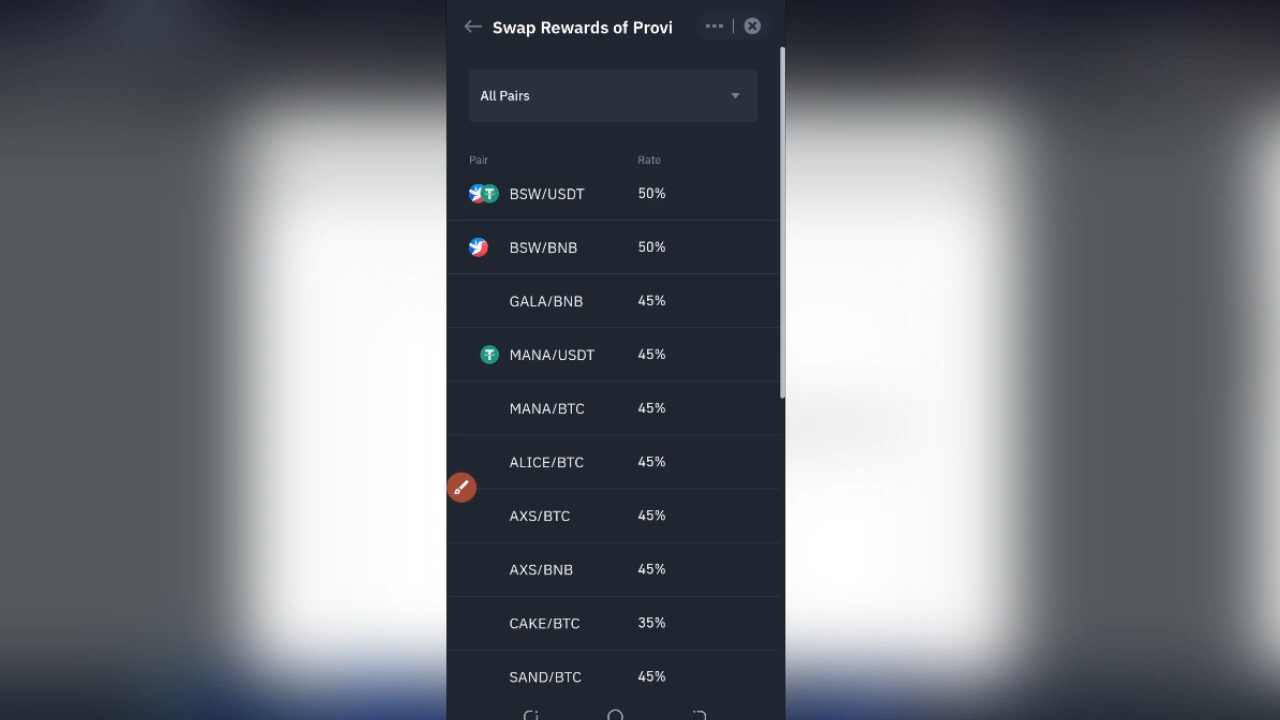 Swap Rewards of Provi
All Pairs
Pair Rate
BSW/USDT 50%
BSW/BNB 50%
GALA/BNB 45%
MANA/USDT 45%
MANA/BTC 45%
ALICE/BTC 45%
AXS/BTC 45%
AXS/BNB 45%
CAKE/BTC 35%
SAND/BTC 45%